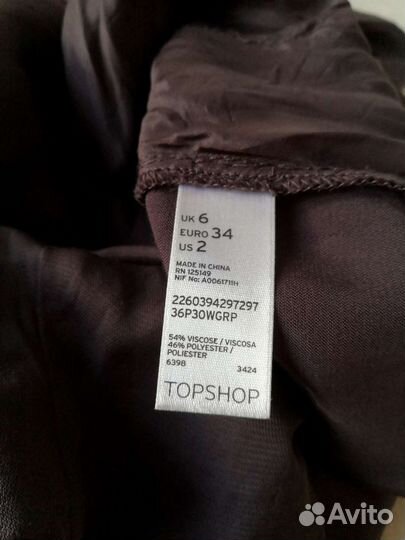 UK 6
EURO 34
US 2
MADE IN CHINA
RN 125149
NIF No: A0061711H
2260394297297
36P30WGRP
54% VISCOSE / VISCOSA
46% POLYESTER /
POLIESTER
6398 3424
TOPSHOP
Avito